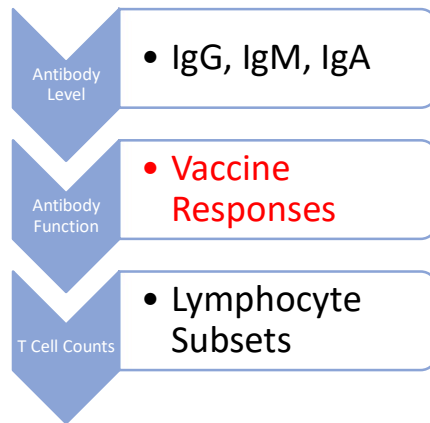 Antibody
Level
• IgG, IgM, IgA
Antibody
Function
• Vaccine
Responses
T Cell Counts
• Lymphocyte
Subsets